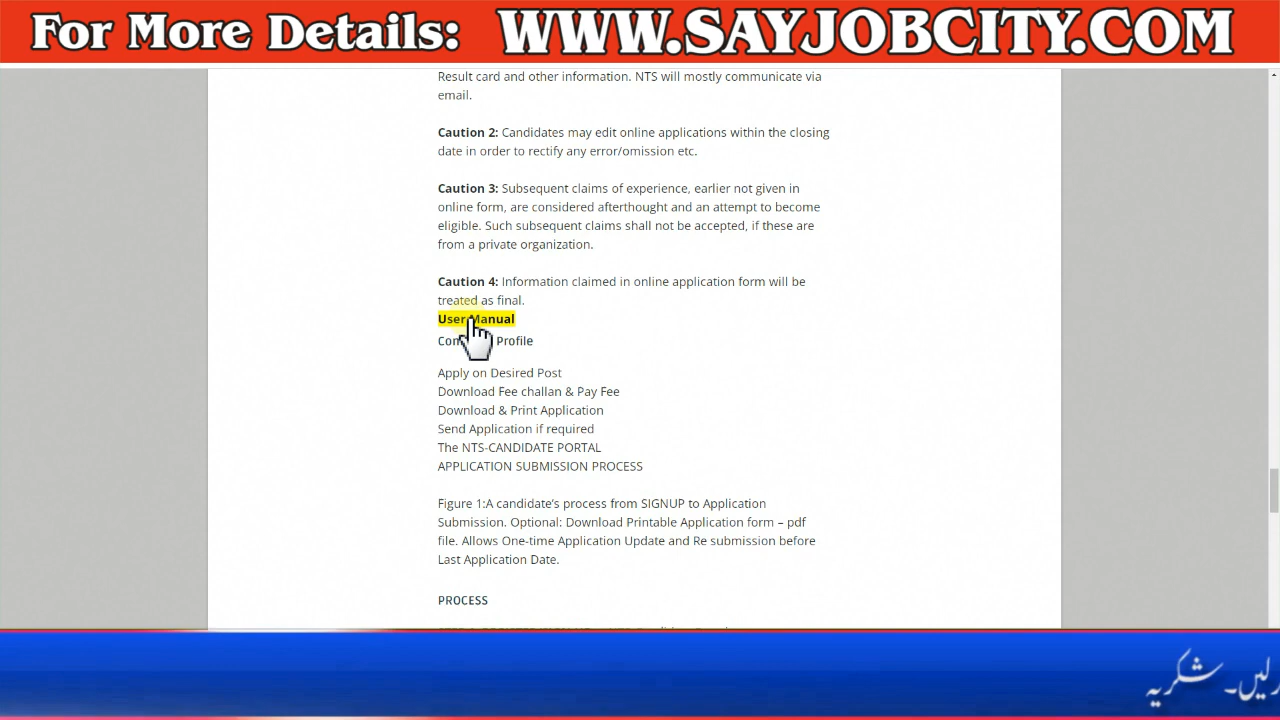 For More Details: WWW.SAYJOBCITY.COM
Result card and other information. NTS will mostly communicate via
email.
Caution 2: Candidates may edit online applications within the closing
date in order to rectify any error/omission etc.
Caution 3: Subsequent claims of experience, earlier not given in
online form, are considered afterthought and an attempt to become
eligible. Such subsequent claims shall not be accepted, if these are
from a private organization.
Caution 4: Information claimed in online application form will be
treated as final.
User Manual
Profile
Apply on Desired Post
Download Fee challan & Pay Fee
Download & Print Application
Send Application if required
The NTS-CANDIDATE PORTAL
APPLICATION SUBMISSION PROCESS
Figure 1:A candidate’s process from SIGNUP to Application
Submission. Optional: Download Printable Application form – pdf
file. Allows One-time Application Update and Re submission before
Last Application Date.
PROCESS
لیں۔ شکریہ